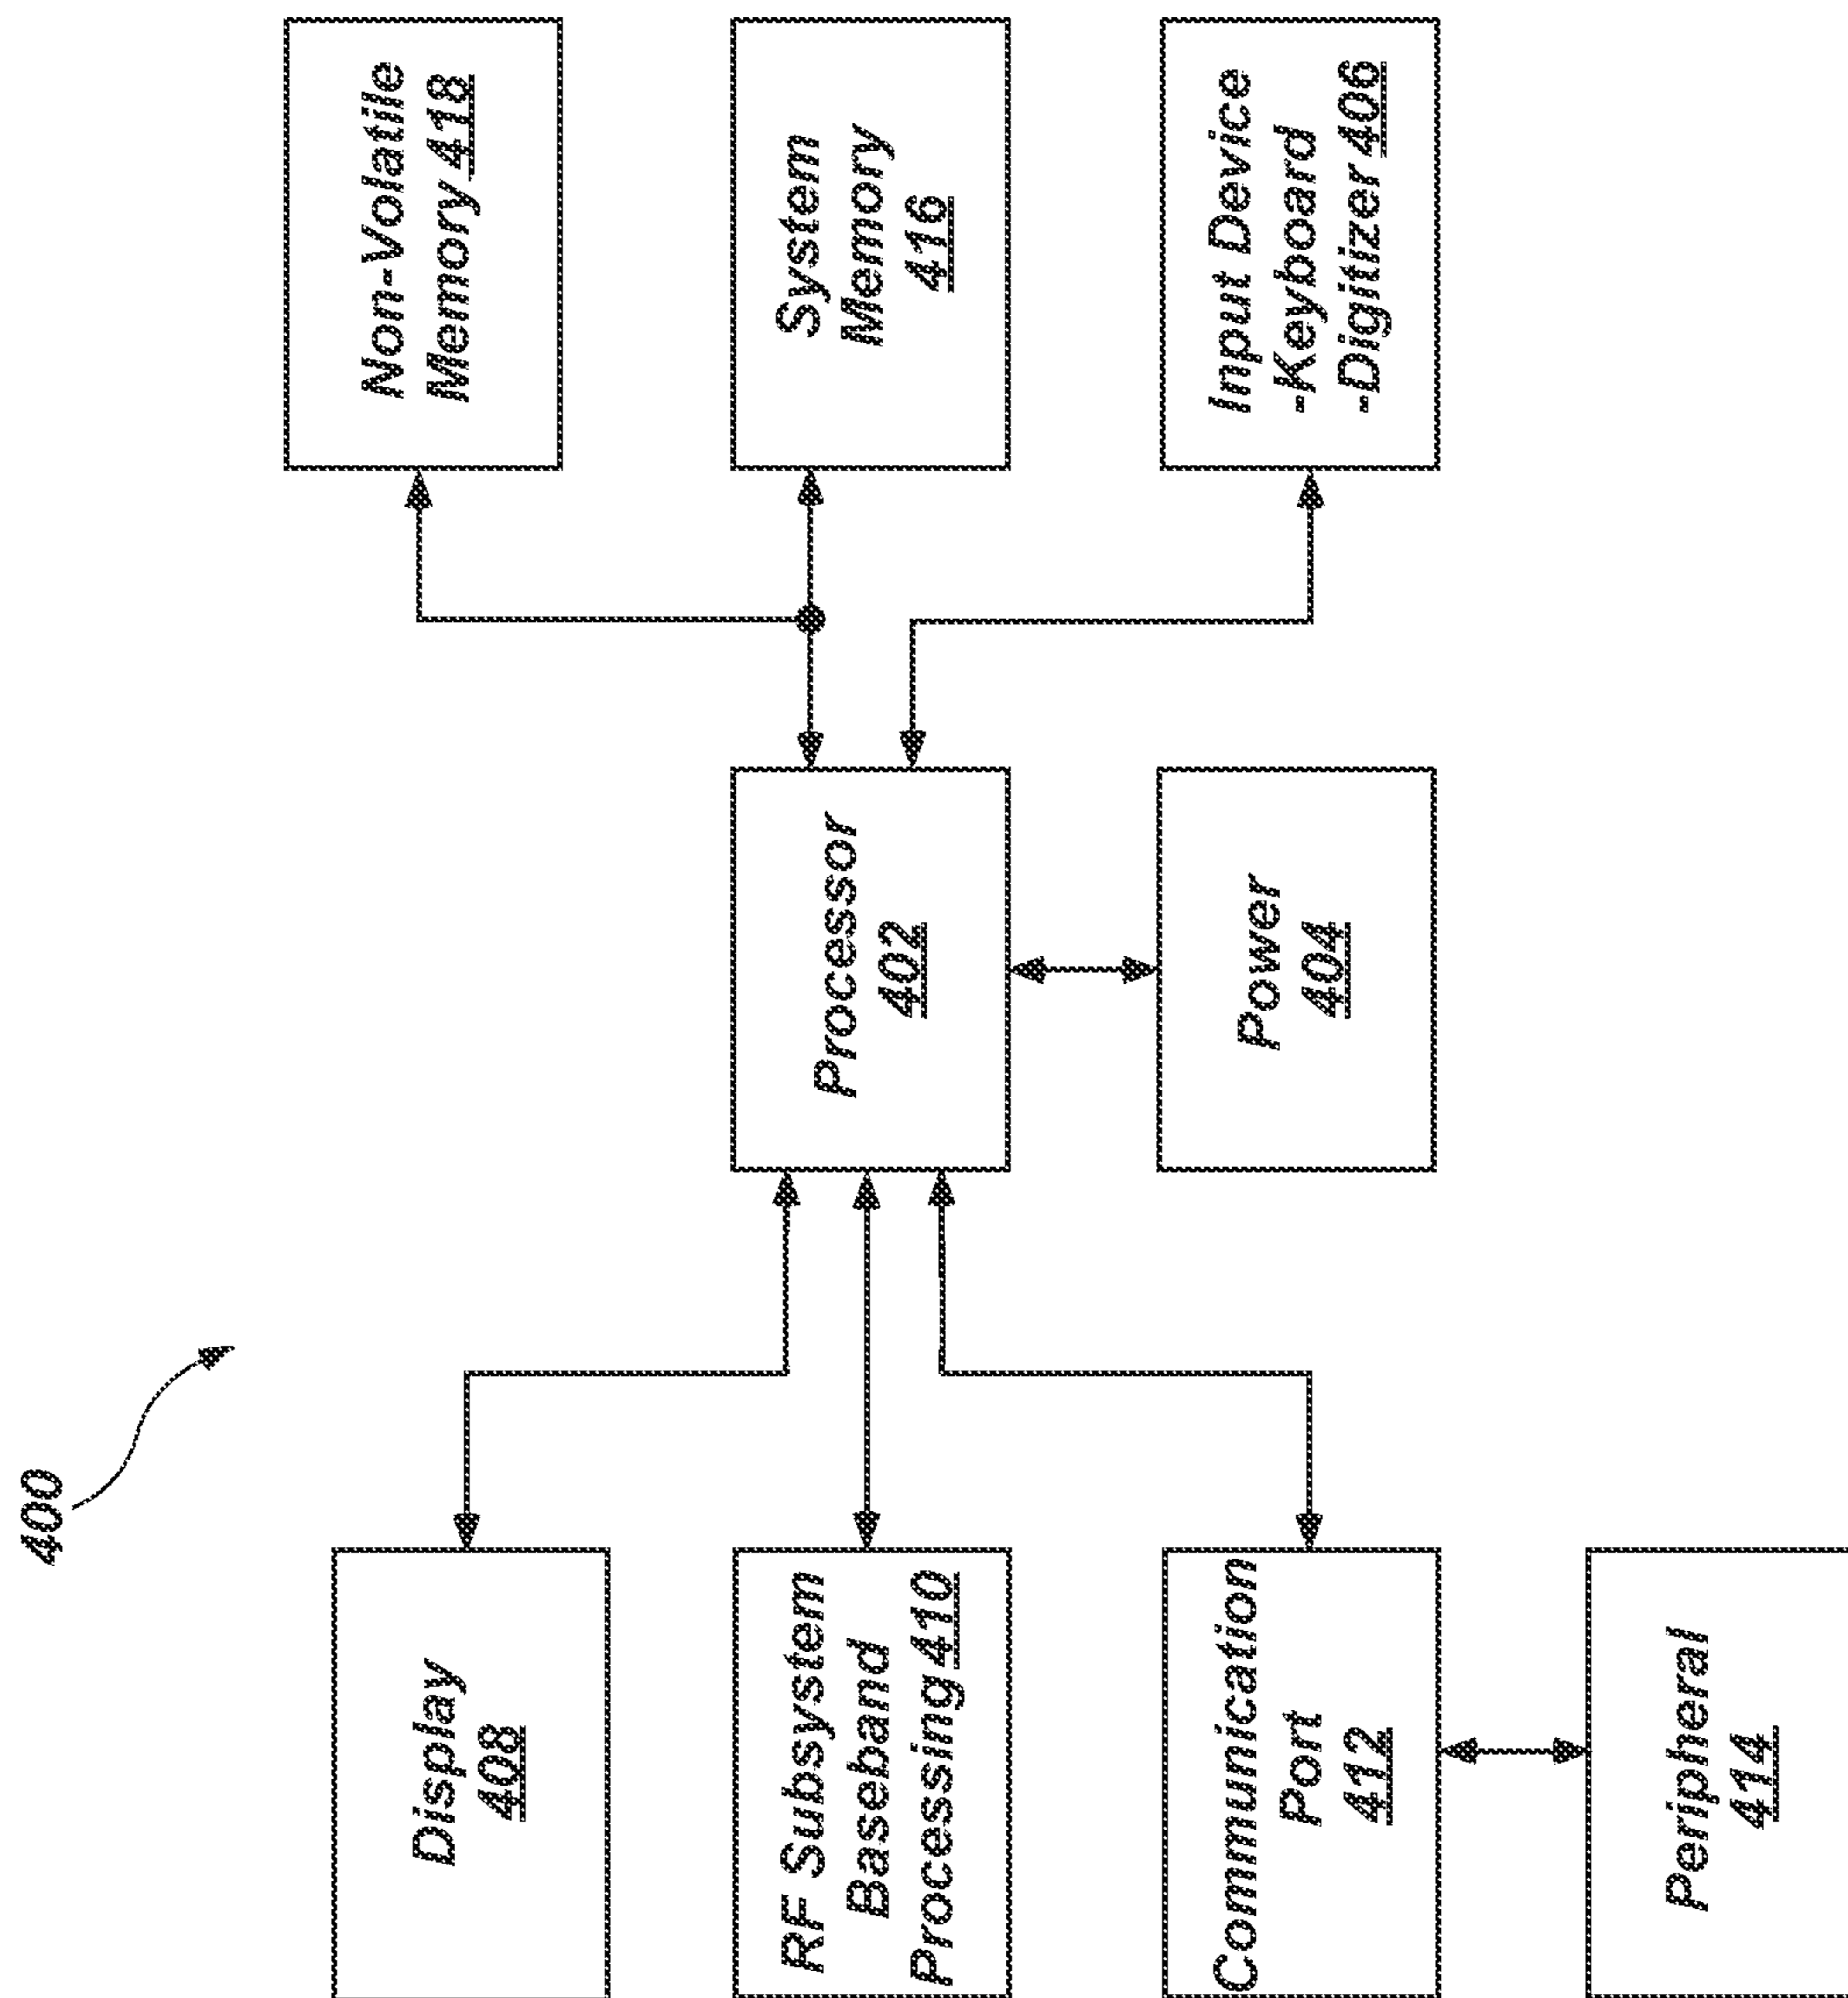 400
Display
408
RF Subsystem
Baseband
Processing 410
Communication
Port
412
Peripheral
414
Processor
402
Power
404
Non-Volatile
Memory 418
System
Memory
416
Input Device
-Keyboard
-Digitizer 406